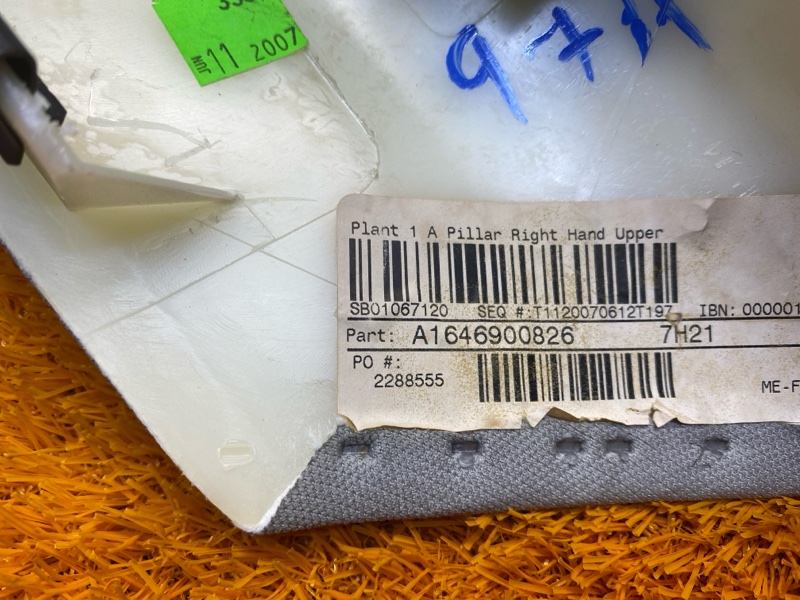 JUN 11 2007
97
Plant 1 A Pillar Right Hand Upper
SB01067120 SEQ #:T1120070612T197 IBN: 000001
Part: A1646900826 7H21
PO #:
2288555
ME-F